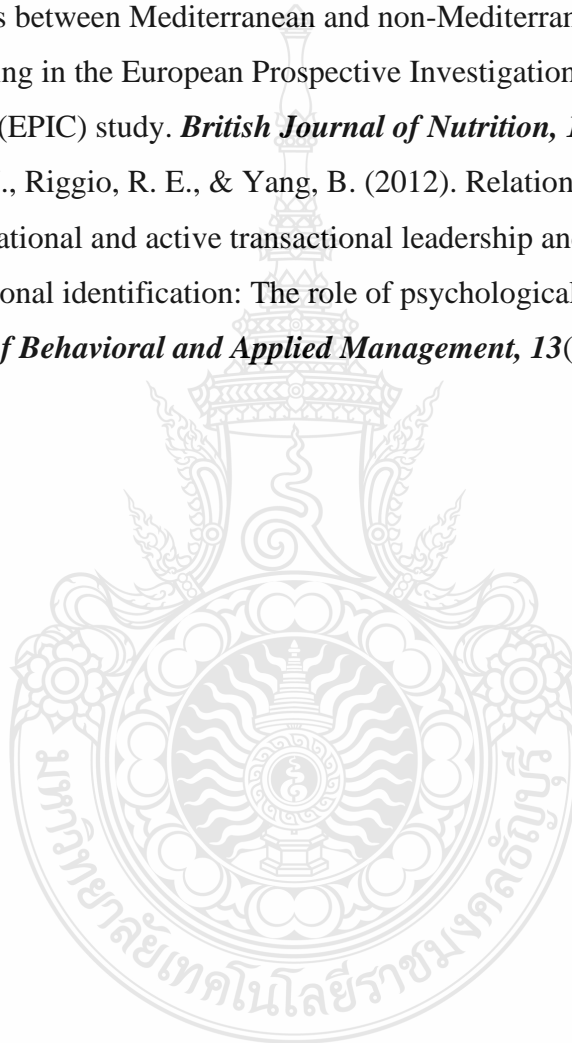 s between Mediterranean and non-Mediterran
ing in the European Prospective Investigation
(EPIC) study. British Journal of Nutrition, 1
., Riggio, R. E., & Yang, B. (2012). Relation
ational and active transactional leadership an
onal identification: The role of psychological
f Behavioral and Applied Management, 13(
มหาวิทยาลัยเทคโนโลยีราชมงคลธัญบุรี